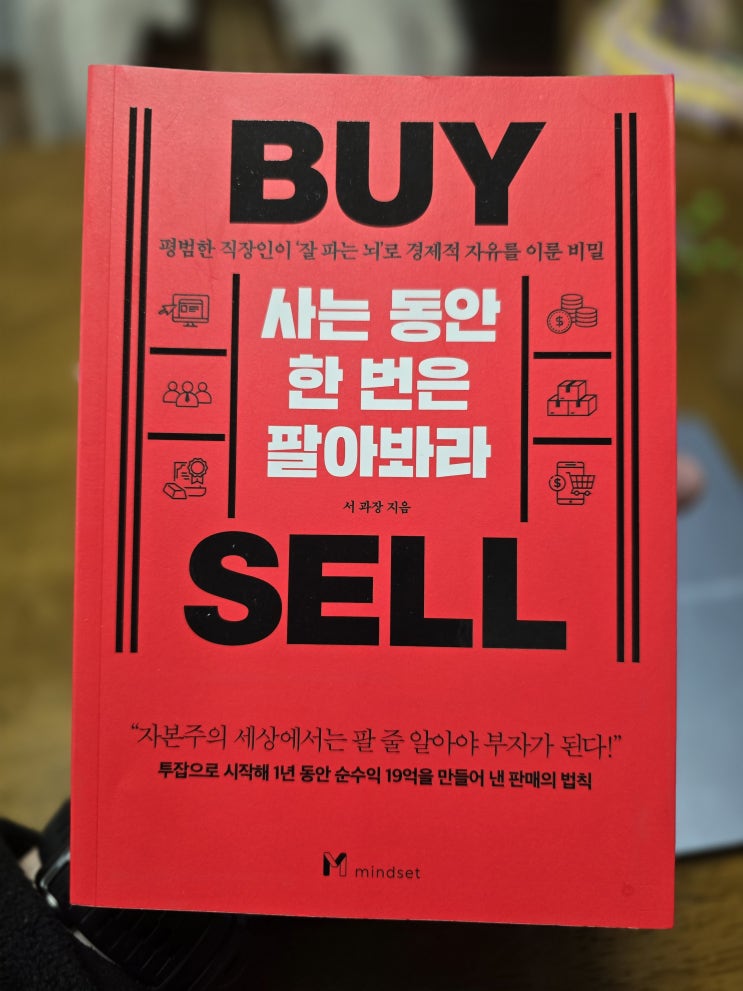 BUY
평범한 직장인이 ‘잘 파는 뇌’로 경제적 자유를 이룬 비밀
사는 동안
한 번은
팔아봐라
서 과장 지음
SELL
“자본주의 세상에서는 팔 줄 알아야 부자가 된다!”
투잡으로 시작해 1년 동안 순수익 19억을 만들어 낸 판매의 법칙
M mindset